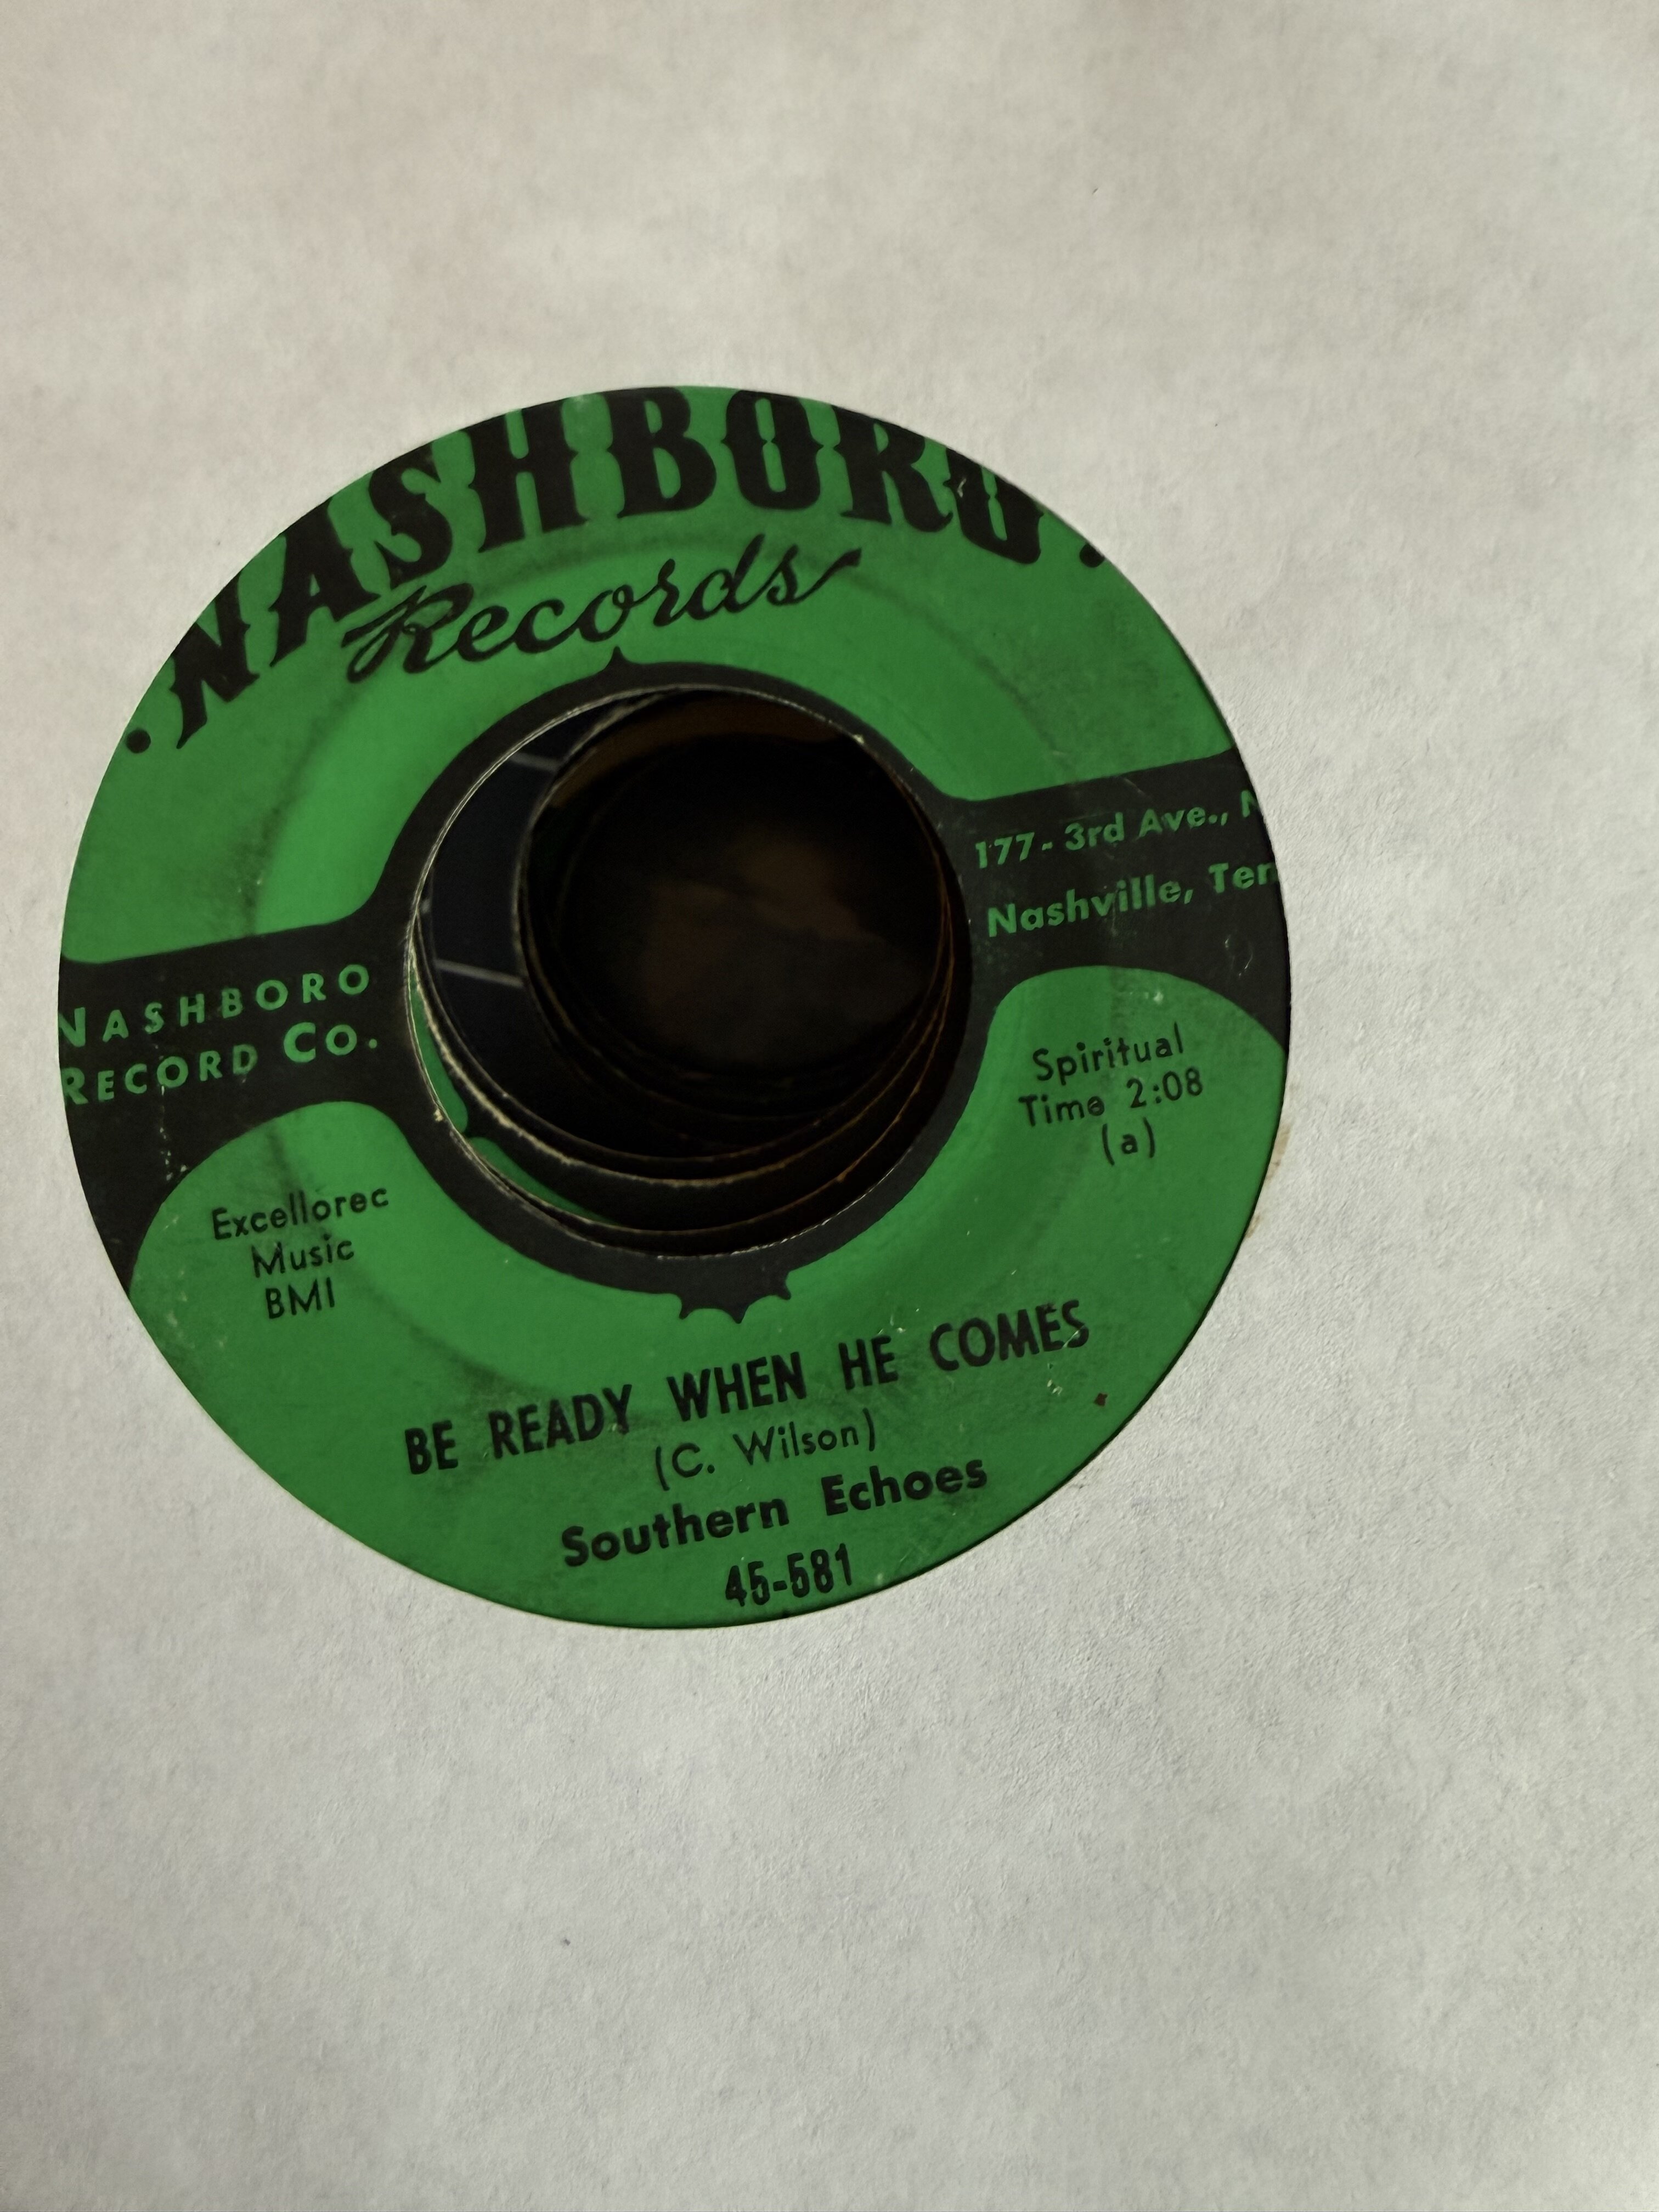 NASHBORO
Records
177-3rd Ave.,
Nashville,
NASHBORO
RECORD CO.
Spiritual
Time 2:08
(a)
Excellorec
Music
BMI
BE READY WHEN HE COMES
(C. Wilson)
Southern Echoes
45-581